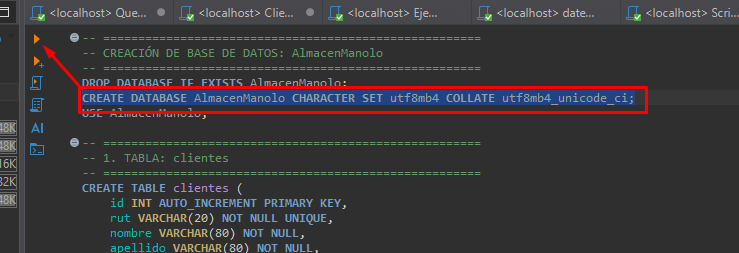 <localhost> Que...
<localhost> Clie...
<localhost> Eje...
<localhost> date...
<localhost> Scri
-- ==================================================
-- CREACIÓN DE BASE DE DATOS: AlmacenManolo
-- ==================================================
DROP DATABASE IF EXISTS AlmacenManolo;
CREATE DATABASE AlmacenManolo CHARACTER SET utf8mb4 COLLATE utf8mb4_unicode_ci;
USE AlmacenManolo;
-- ==================================================
-- 1. TABLA: clientes
-- ==================================================
CREATE TABLE clientes (
id INT AUTO_INCREMENT PRIMARY KEY,
rut VARCHAR(20) NOT NULL UNIQUE,
nombre VARCHAR(80) NOT NULL,
apellido VARCHAR(80) NOT NULL,
AI
48K
48K
16K
32K
48K